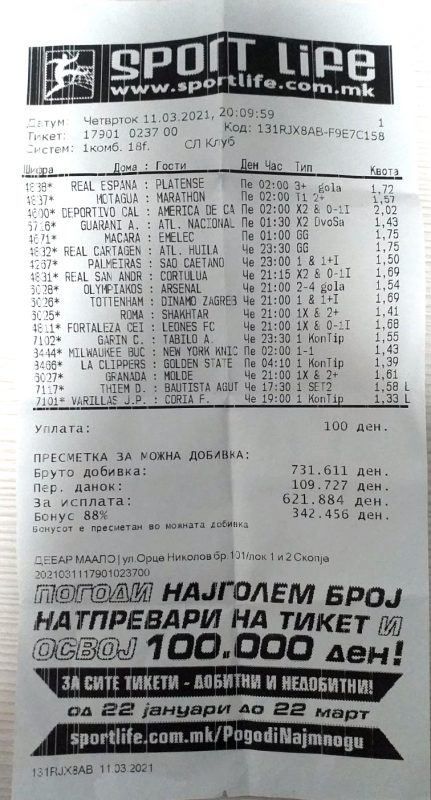 SPORT LIFE
www.sportlife.com.mk
Датум: Четврток 11.03.2021, 20:09:59 1
Тикет: 17901 0237 00 Код: 131RJX8AB-F9E7C158
Систем: 1комб. 18f. СЛ Клуб
Шифра Дома : Гости Ден Час Тип Квота
4838* REAL ESPANA : PLATENSE Пе 02:00 3+ gola 1,72
4837* MOTAGUA : MARATHON Пе 02:00 T1 2+ 1,57
4600* DEPORTIVO CAL : AMERICA DE CA Пе 02:00 X2 & 0-1I 2,02
5716* GUARANI A. : ATL. NACIONAL Пе 01:30 X2 DvoSa 1,43
4671* MACARA : EMELEC Пе 01:00 GG 1,75
4832* REAL CARTAGEN : ATL. HUILA Че 23:30 GG 1,75
4267* PALMEIRAS : SAO CAETANO Че 23:00 1 & 1+I 1,50
4831* REAL SAN ANDR : CORTULUA Че 21:15 X2 & 0-1I 1,69
3028* OLYMPIAKOS : ARSENAL Че 21:00 2-4 gola 1,54
3026* TOTTENHAM : DINAMO ZAGREB Че 21:00 1 & 1+I 1,69
3025* ROMA : SHAKHTAR Че 21:00 1X & 2+ 1,41
4811* FORTALEZA CEI : LEONES FC Че 21:00 1X & 0-1I 1,68
7102* GARIN C. : TABILO A. Че 23:30 1 KonTip 1,55
3444* MILWAUKEE BUC : NEW YORK KNIC Пе 02:00 1-1 1,43
3466* LA CLIPPERS : GOLDEN STATE Пе 04:10 1 KonTip 1,39
3027* GRANADA : MOLDE Че 21:00 1X & 2+ 1,61
7117* THIEM D. : BAUTISTA AGUT Че 17:30 1 SET2 1,58 L
7101* VARILLAS J.P. : CORIA F. Че 19:00 1 KonTip 1,33 L
Уплата: 100 ден.
ПРЕСМЕТКА ЗА МОЖНА ДОБИВКА:
Бруто добивка: 731.611 ден.
Пер. данок: 109.727 ден.
За исплата: 621.884 ден.
Бонус 88% 342.456 ден.
Бонусот е пресметан во можната добивка
ДЕБАР МААЛО | ул.Орце Николов бр.101/лок 1 и 2 Скопје
2021031117901023700
ПОГОДИ НАЈГОЛЕМ БРОЈ
НАТПРЕВАРИ НА ТИКЕТ И
ОСВОЈ 100.000 ден!
ЗА СИТЕ ТИКЕТИ - ДОБИТНИ И НЕДОБИТНИ!
од 22 јануари до 22 март
sportlife.com.mk/PogodiNajmnogu
131RJX8AB 11.03.2021